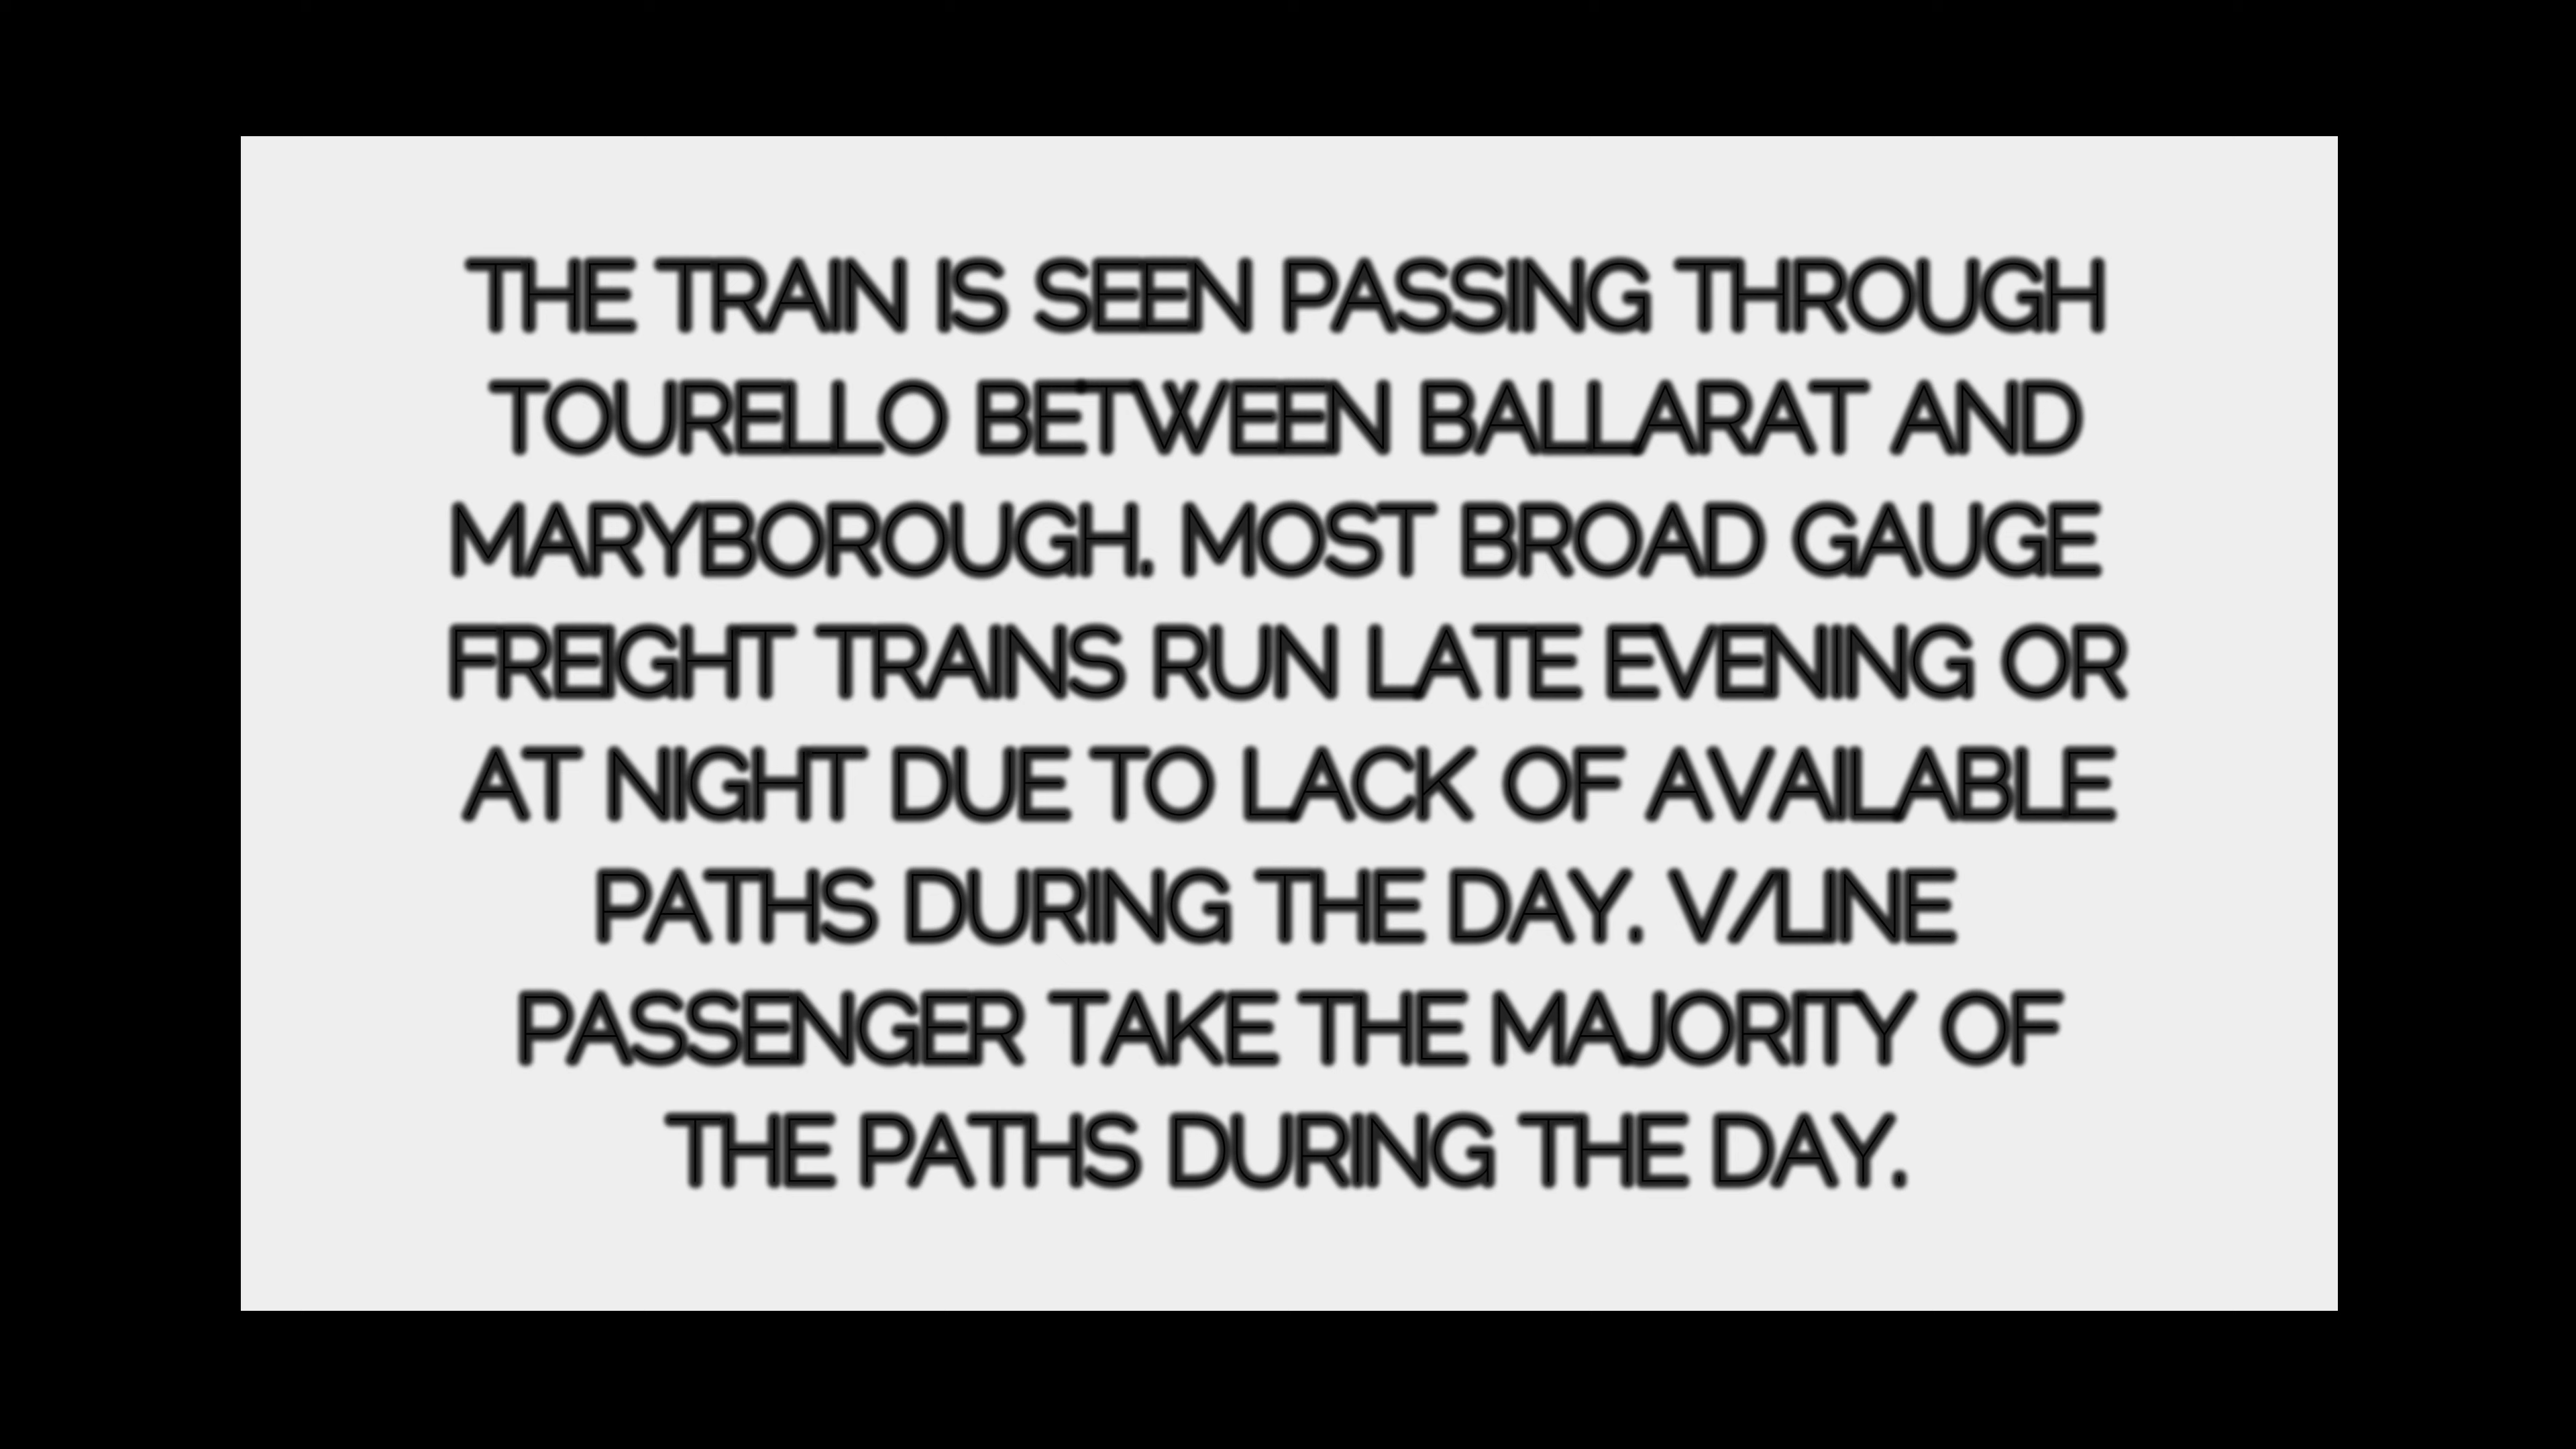 THE TRAIN IS SEEN PASSING THROUGH
TOURELLO BETWEEN BALLARAT AND
MARYBOROUGH. MOST BROAD GAUGE
FREIGHT TRAINS RUN LATE EVENING OR
AT NIGHT DUE TO LACK OF AVAILABLE
PATHS DURING THE DAY. V/LINE
PASSENGER TAKE THE MAJORITY OF
THE PATHS DURING THE DAY.